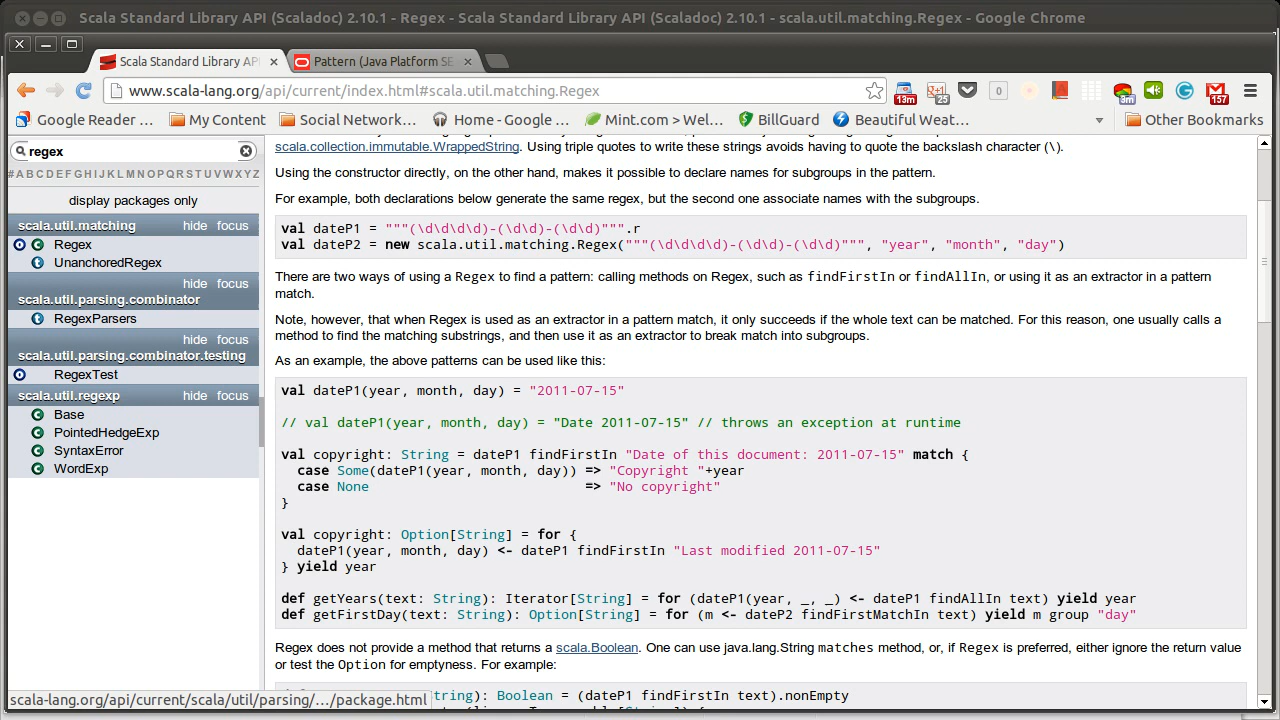 Scala Standard Library API (Scaladoc) 2.10.1 - Regex - Scala Standard Library API (Scaladoc) 2.10.1 - scala.util.matching.Regex - Google Chrome
Scala Standard Library API
Pattern (Java Platform SE
www.scala-lang.org/api/current/index.html#scala.util.matching.Regex
13m
25
0
3m
157
Google Reader ...
My Content
Social Network...
Home - Google ...
Mint.com > Wel...
BillGuard
Beautiful Weat...
Other Bookmarks
regex
#ABCDEFGHIJKLMNOPQRSTUVWXYZ
display packages only
scala.util.matching hide focus
Regex
UnanchoredRegex
hide focus
scala.util.parsing.combinator
RegexParsers
hide focus
scala.util.parsing.combinator.testing
RegexTest
scala.util.regexp hide focus
Base
PointedHedgeExp
SyntaxError
WordExp
scala.collection.immutable.WrappedString. Using triple quotes to write these strings avoids having to quote the backslash character (\).
Using the constructor directly, on the other hand, makes it possible to declare names for subgroups in the pattern.
For example, both declarations below generate the same regex, but the second one associate names with the subgroups.
val dateP1 = """(\d\d\d\d)-(\d\d)-(\d\d)""".r
val dateP2 = new scala.util.matching.Regex("""(\d\d\d\d)-(\d\d)-(\d\d)""", "year", "month", "day")
There are two ways of using a Regex to find a pattern: calling methods on Regex, such as findFirstIn or findAllIn, or using it as an extractor in a pattern
match.
Note, however, that when Regex is used as an extractor in a pattern match, it only succeeds if the whole text can be matched. For this reason, one usually calls a
method to find the matching substrings, and then use it as an extractor to break match into subgroups.
As an example, the above patterns can be used like this:
val dateP1(year, month, day) = "2011-07-15"
// val dateP1(year, month, day) = "Date 2011-07-15" // throws an exception at runtime
val copyright: String = dateP1 findFirstIn "Date of this document: 2011-07-15" match {
case Some(dateP1(year, month, day)) => "Copyright "+year
case None => "No copyright"
}
val copyright: Option[String] = for {
dateP1(year, month, day) <- dateP1 findFirstIn "Last modified 2011-07-15"
} yield year
def getYears(text: String): Iterator[String] = for (dateP1(year, _, _) <- dateP1 findAllIn text) yield year
def getFirstDay(text: String): Option[String] = for (m <- dateP2 findFirstMatchIn text) yield m group "day"
Regex does not provide a method that returns a scala.Boolean. One can use java.lang.String matches method, or, if Regex is preferred, either ignore the return value
or test the Option for emptyness. For example:
tring): Boolean = (dateP1 findFirstIn text).nonEmpty
scala-lang.org/api/current/scala/util/parsing/.../package.html